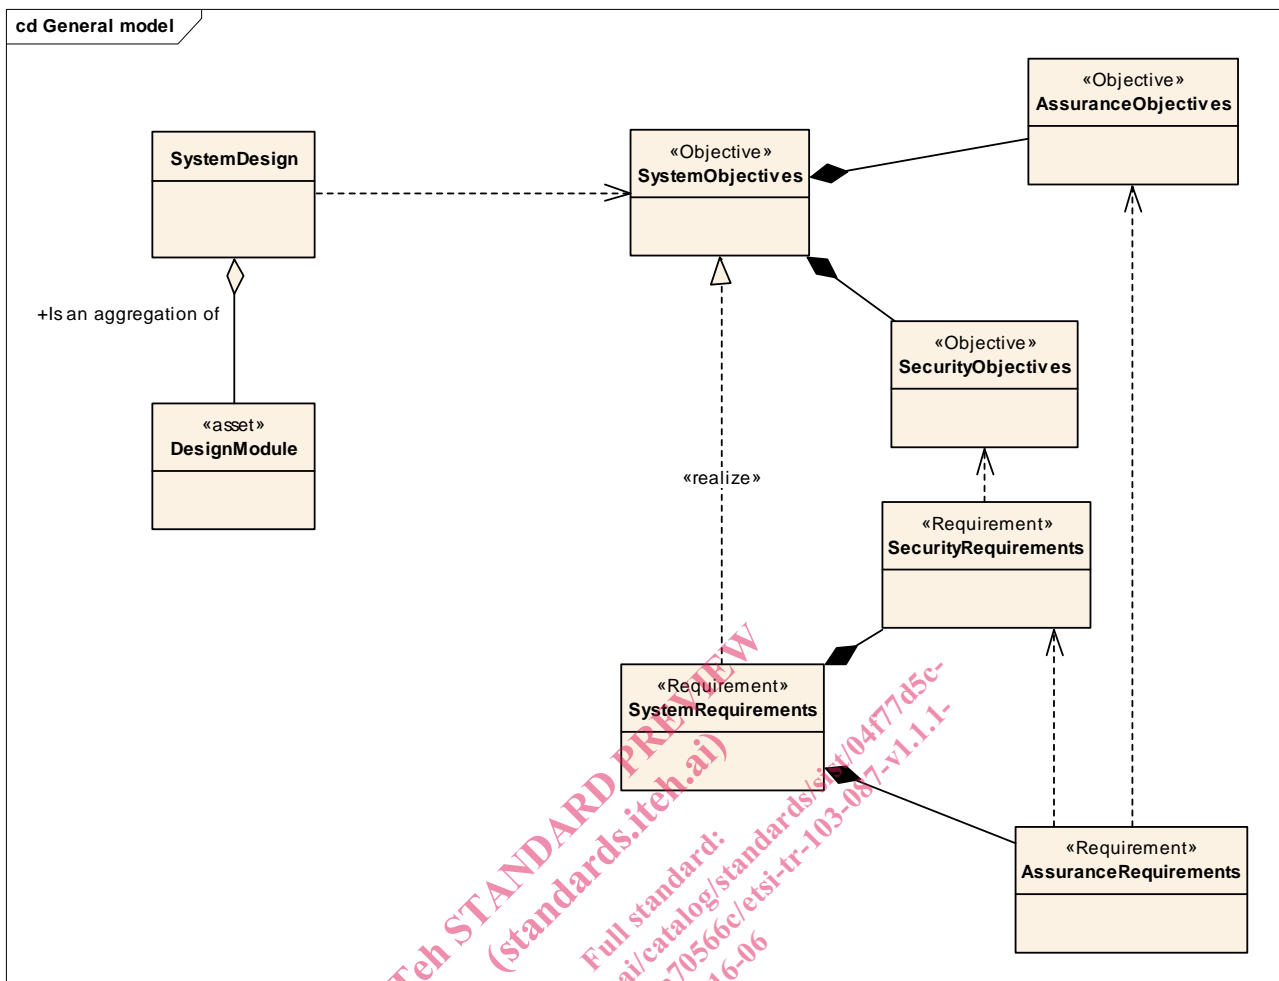 cd General model
«Objective»
AssuranceObjectives
SystemDesign
«Objective»
SystemObjectives
+Is an aggregation of
«Objective»
SecurityObjectives
«asset»
DesignModule
«realize»
«Requirement»
SecurityRequirements
«Requirement»
SystemRequirements
«Requirement»
AssuranceRequirements
Teh STANDARD PREVIEW
(standards.iteh.ai)
Full standard:
ai/catalog/standards/sist/04f77d5c-
70566c/etsi-tr-103-087-v1.1.1-
16-06